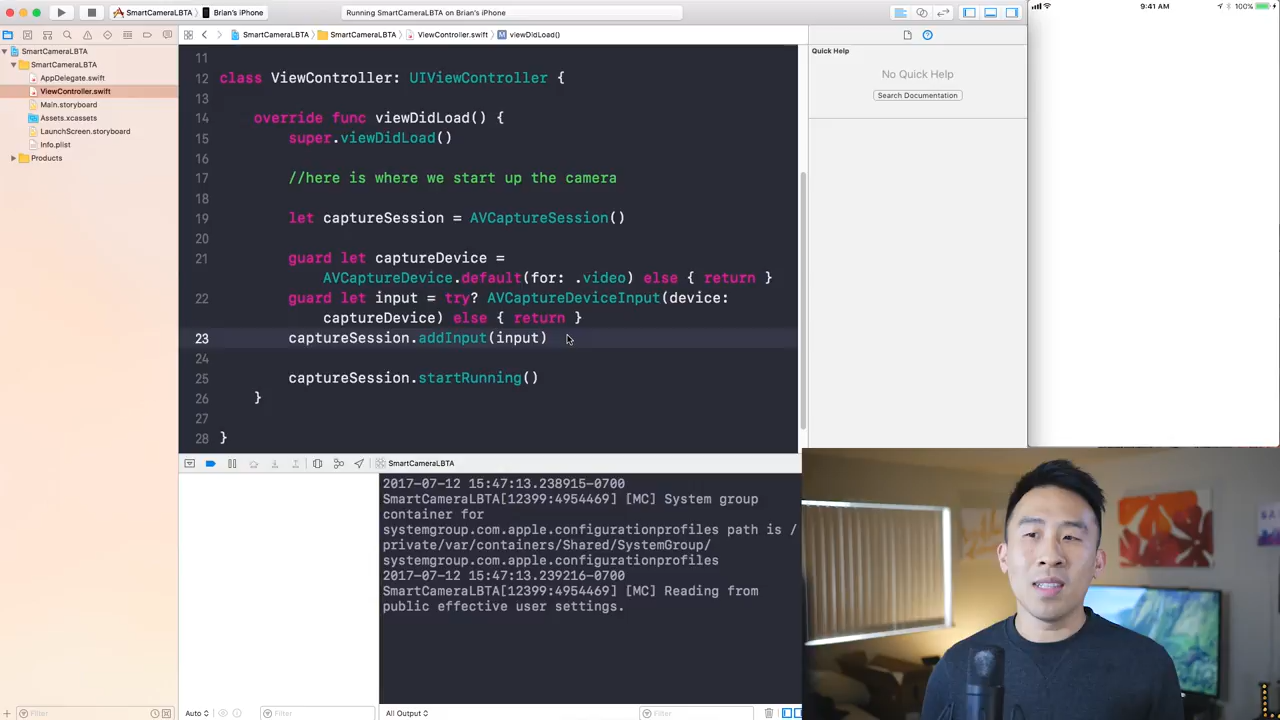 SmartCameraLBTA
Brian's iPhone
Running SmartCameraLBTA on Brian's iPhone
9:41 AM
100%
SmartCameraLBTA
SmartCameraLBTA
ViewController.swift
viewDidLoad()
SmartCameraLBTA
SmartCameraLBTA
AppDelegate.swift
ViewController.swift
Main.storyboard
Assets.xcassets
LaunchScreen.storyboard
Info.plist
Products
11
12 class ViewController: UIViewController {
13
14 override func viewDidLoad() {
15 super.viewDidLoad()
16
17 //here is where we start up the camera
18
19 let captureSession = AVCaptureSession()
20
21 guard let captureDevice =
AVCaptureDevice.default(for: .video) else { return }
22 guard let input = try? AVCaptureDeviceInput(device:
captureDevice) else { return }
23 captureSession.addInput(input)
24
25 captureSession.startRunning()
26 }
27
28 }
Quick Help
No Quick Help
Search Documentation
SmartCameraLBTA
2017-07-12 15:47:13.238915-0700
SmartCameraLBTA[12399:4954469] [MC] System group
container for
systemgroup.com.apple.configurationprofiles path is /
private/var/containers/Shared/SystemGroup/
systemgroup.com.apple.configurationprofiles
2017-07-12 15:47:13.239216-0700
SmartCameraLBTA[12399:4954469] [MC] Reading from
public effective user settings.
Filter
Auto
Filter
All Output
Filter